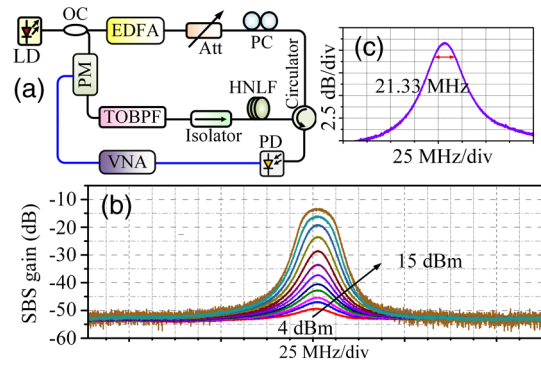 OC
EDFA
Att
PC
LD
PM
(a)
TOBPF
Isolator
HNLF
Circulator
PD
VNA
(c)
2.5 dB/div
21.33 MHz
25 MHz/div
(b)
SBS gain (dB)
-10
-20
-30
-40
-50
-60
15 dBm
4 dBm
25 MHz/div